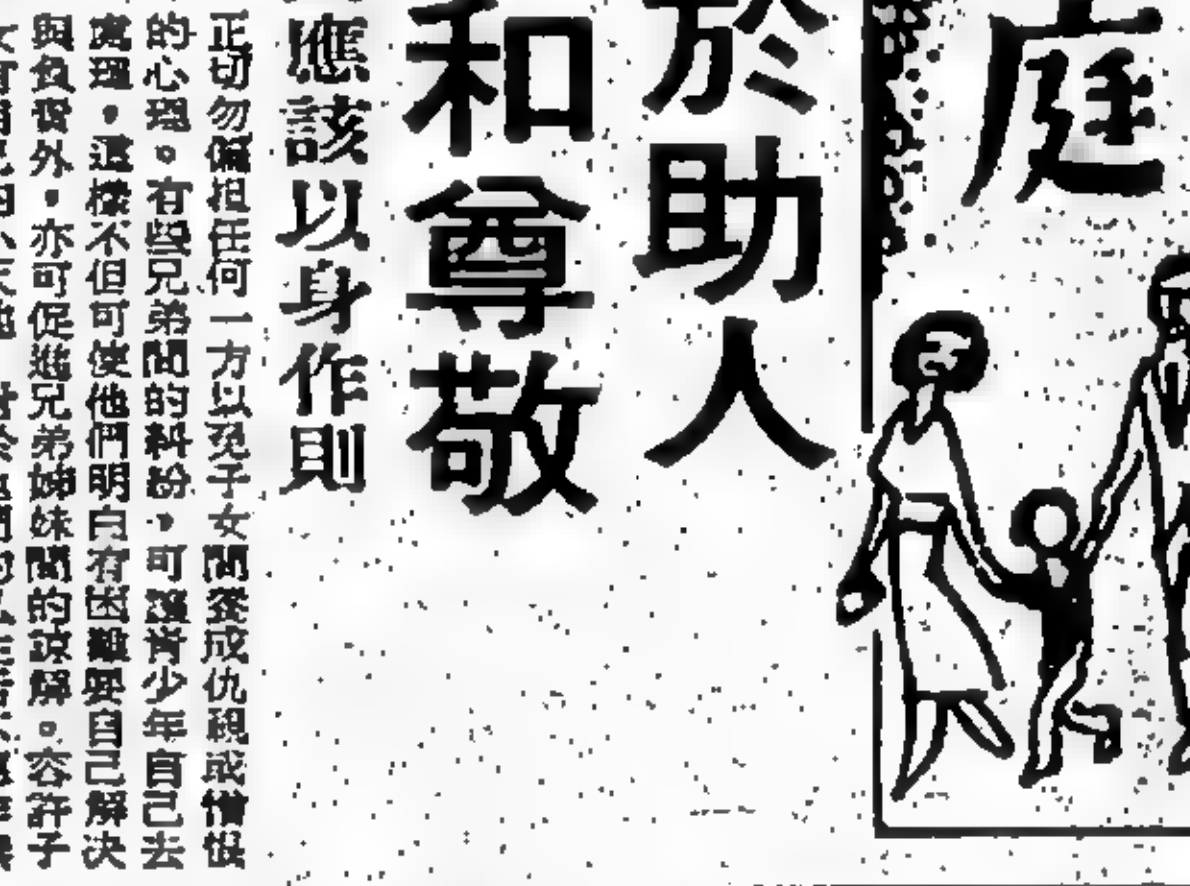 庭
於助人
和尊敬
應該以身作則
正切勿偏袒任何一方以免子女間養成仇視或憎恨
的心理。有些兄弟間的糾紛，可讓青少年自己去
處理，這樣不但可使他們明白有困難要自己解決
與負責外，亦可促進兄弟姊妹間的諒解。容許子